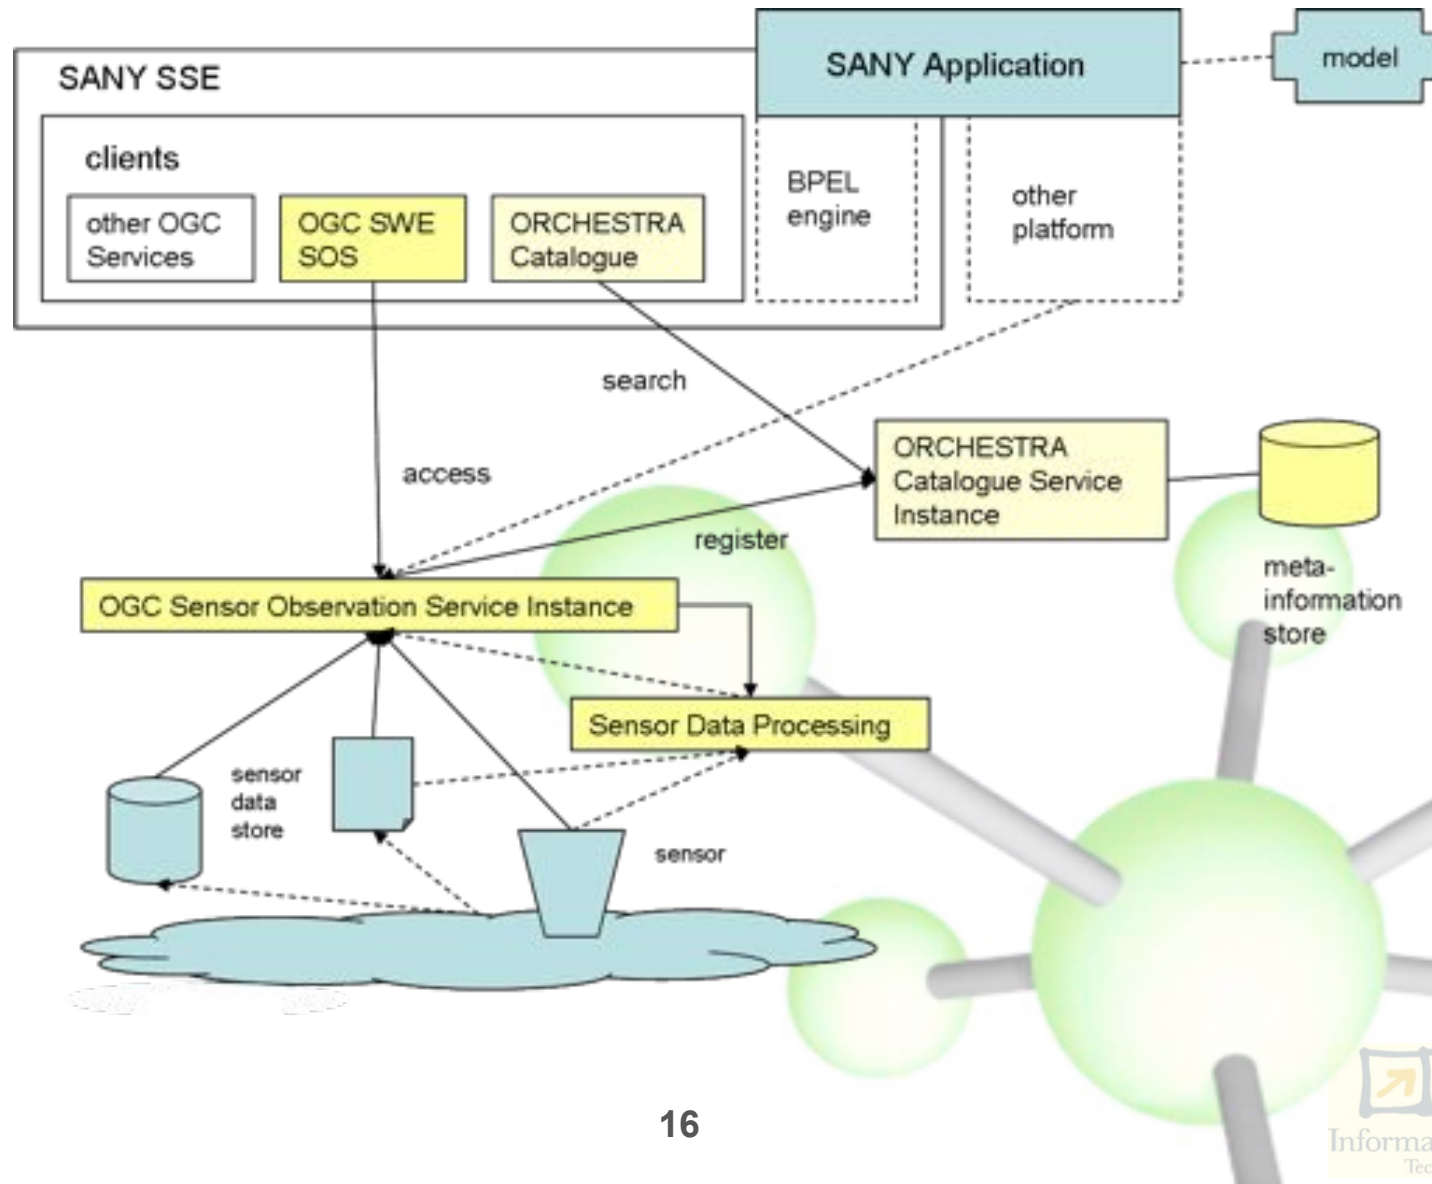 SANY Application
model
SANY SSE
clients
other OGC
Services
OGC SWE
SOS
ORCHESTRA
Catalogue
BPEL
engine
other
platform
search
access
ORCHESTRA
Catalogue Service
Instance
register
meta-
information
store
OGC Sensor Observation Service Instance
Sensor Data Processing
sensor
data
store
sensor
16
Informa
Tec